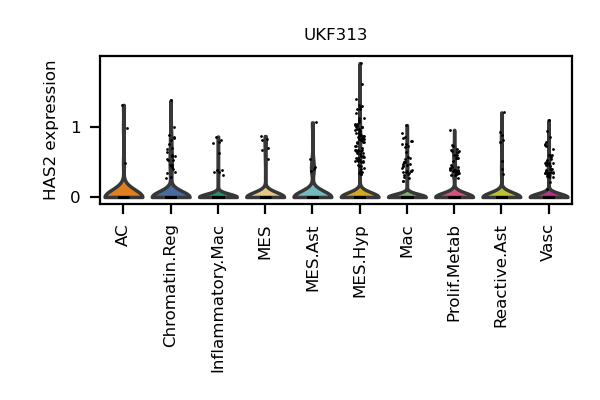 UKF313
HAS2 expression
1
0
AC
Chromatin.Reg
Inflammatory.Mac
MES
MES.Ast
MES.Hyp
Mac
Prolif.Metab
Reactive.Ast
Vasc